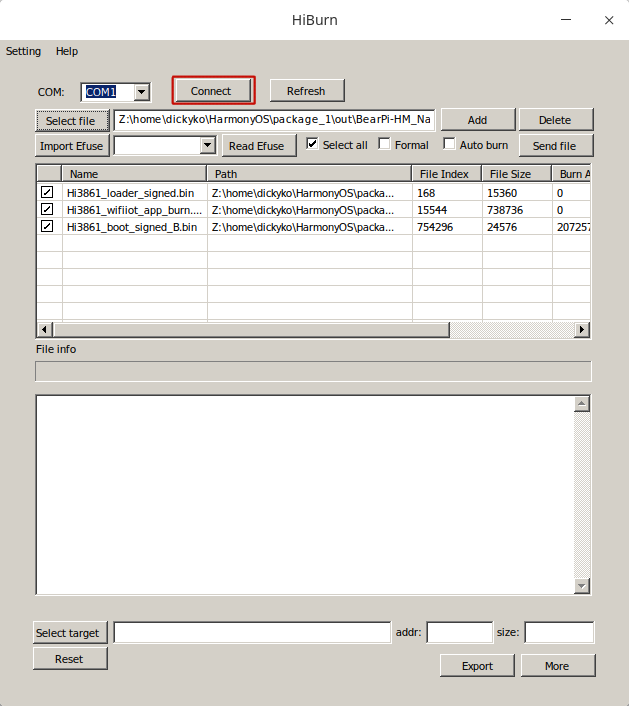 HiBurn
Setting Help
COM: COM1 Connect Refresh
Select file Z:\home\dickyko\HarmonyOS\package_1\out\BearPi-HM_Na Add Delete
Import Efuse Read Efuse Select all Formal Auto burn Send file
Name Path File Index File Size Burn A
Hi3861_loader_signed.bin Z:\home\dickyko\HarmonyOS\packa... 168 15360 0
Hi3861_wifiiot_app_burn.... Z:\home\dickyko\HarmonyOS\packa... 15544 738736 0
Hi3861_boot_signed_B.bin Z:\home\dickyko\HarmonyOS\packa... 754296 24576 207257
File info
Select target addr: size:
Reset Export More